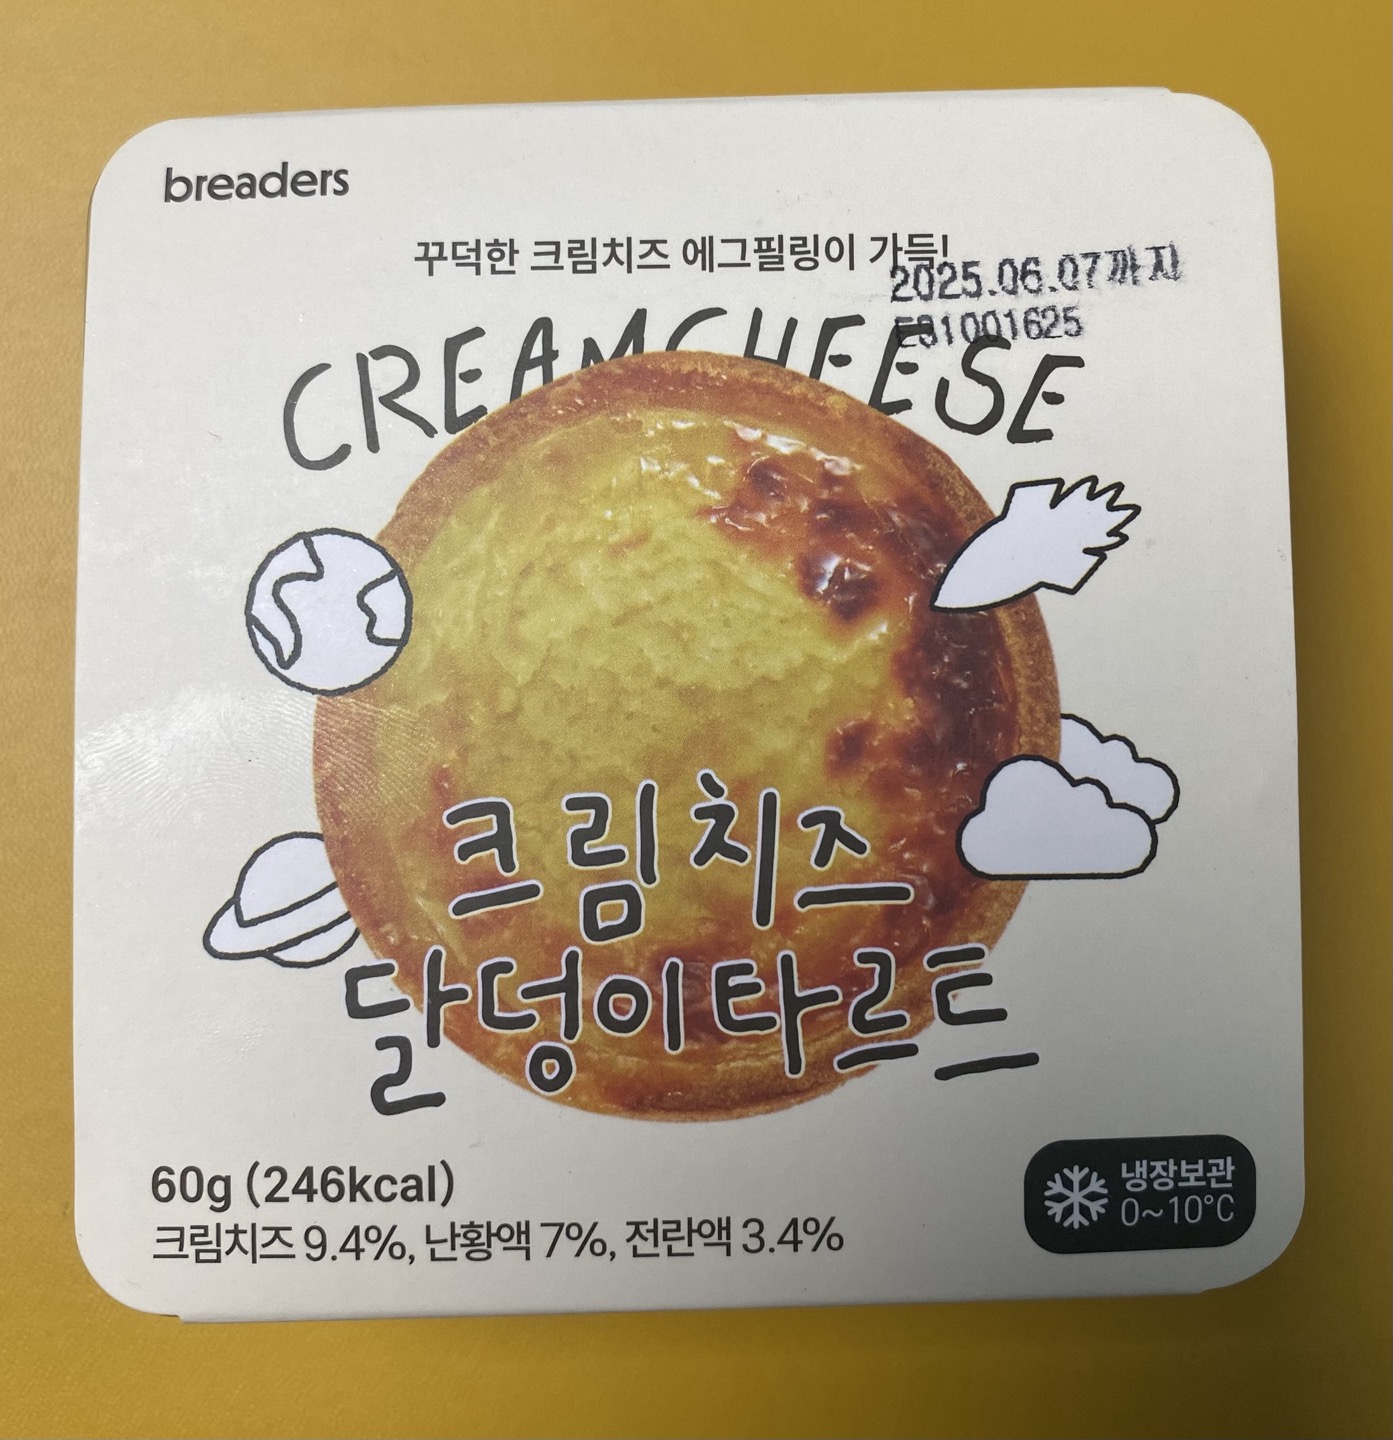 breaders
꾸덕한 크림치즈 에그필링이 가득!
2025.06.07까지
E81001625
CREAMCHEESE
크림치즈
달덩이타르트
60g (246kcal)
크림치즈 9.4%, 난황액 7%, 전란액 3.4%
냉장보관
0~10°C